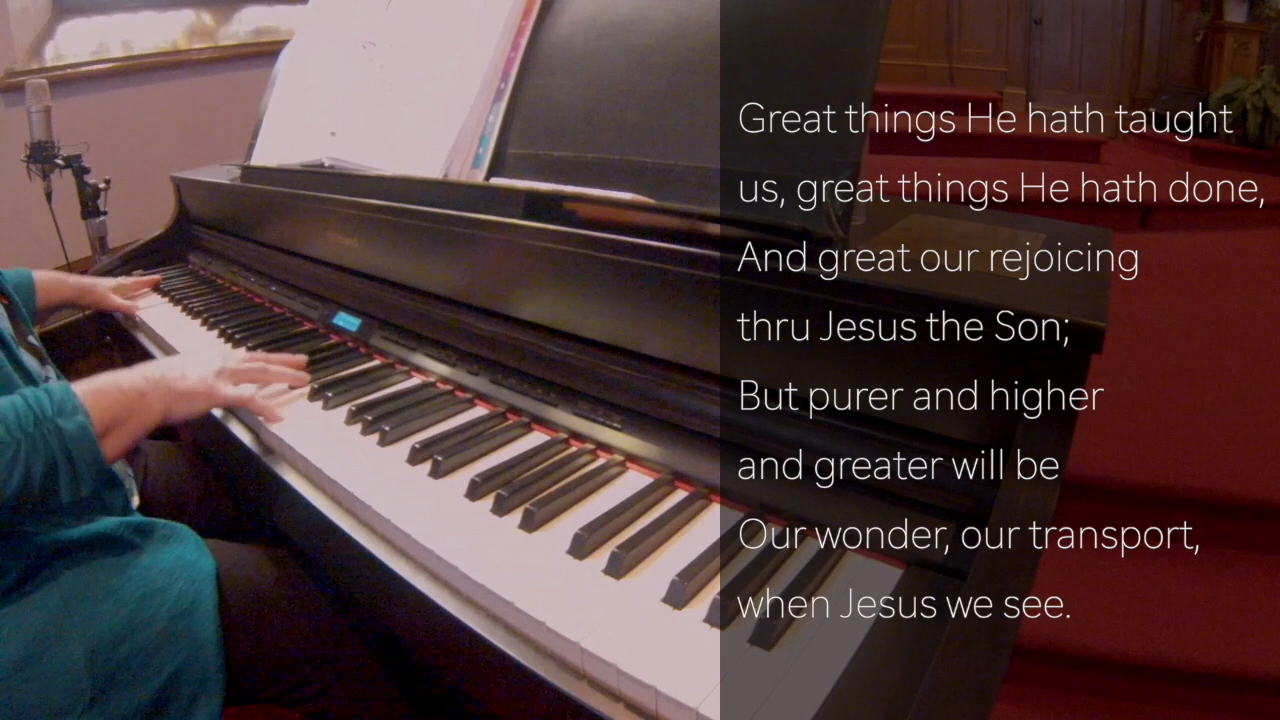 Great things He hath taught
us, great things He hath done,
And great our rejoicing
thru Jesus the Son;
But purer and higher
and greater will be
Our wonder, our transport,
when Jesus we see.